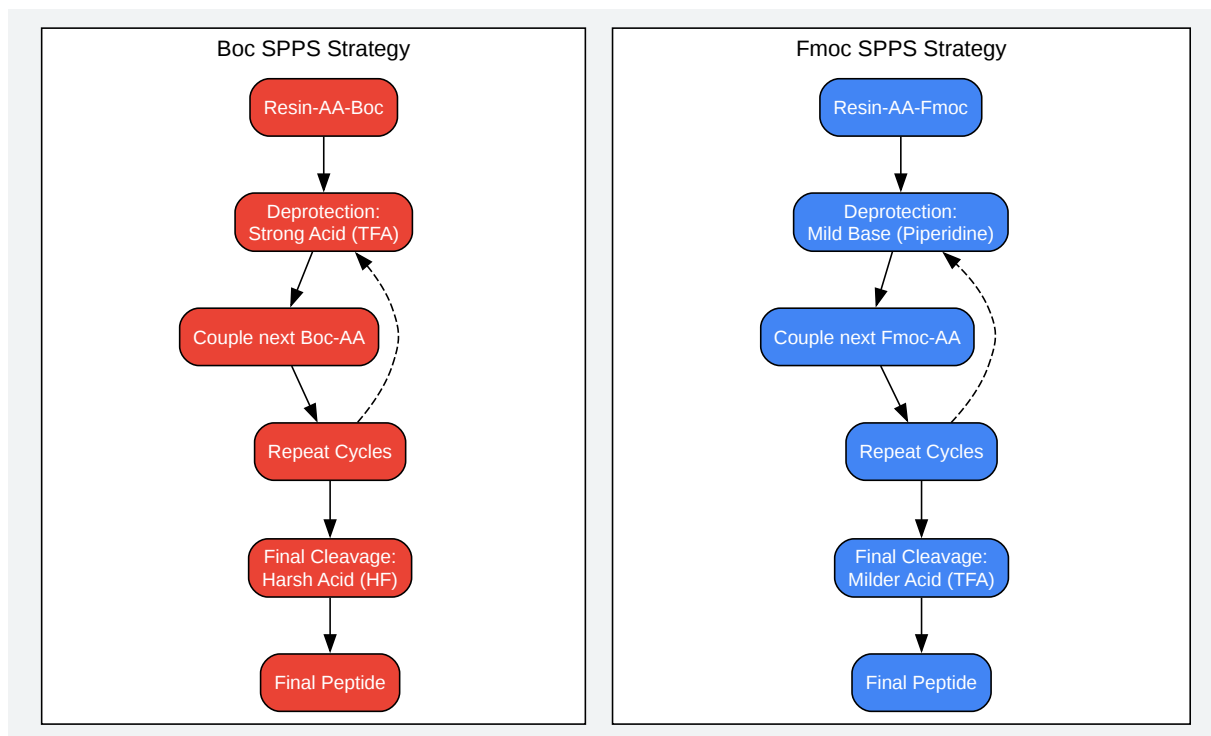 Boc SPPS Strategy
Resin-AA-Boc
Deprotection:
Strong Acid (TFA)
Couple next Boc-AA
Repeat Cycles
Final Cleavage:
Harsh Acid (HF)
Final Peptide
Fmoc SPPS Strategy
Resin-AA-Fmoc
Deprotection:
Mild Base (Piperidine)
Couple next Fmoc-AA
Repeat Cycles
Final Cleavage:
Milder Acid (TFA)
Final Peptide